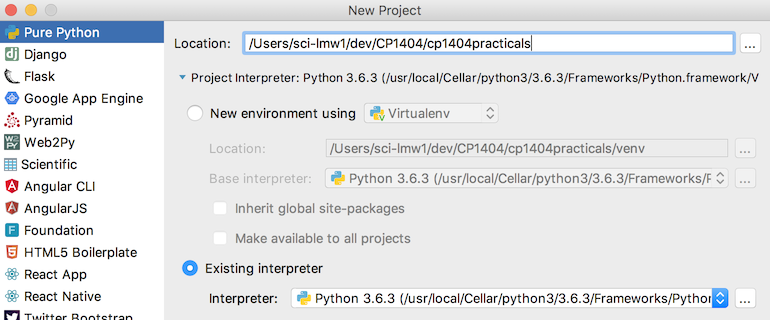 New Project
Pure Python
Django
Flask
Google App Engine
Pyramid
Web2Py
Scientific
Angular CLI
AngularJS
Foundation
HTML5 Boilerplate
React App
React Native
Twitter Bootstrap
Location: /Users/sci-lmw1/dev/CP1404/cp1404practicals ...
Project Interpreter: Python 3.6.3 (/usr/local/Cellar/python3/3.6.3/Frameworks/Python.framework/V
New environment using Virtualenv
Location: /Users/sci-lmw1/dev/CP1404/cp1404practicals/venv ...
Base interpreter: Python 3.6.3 (/usr/local/Cellar/python3/3.6.3/Frameworks/P ...
Inherit global site-packages
Make available to all projects
Existing interpreter
Interpreter: Python 3.6.3 (/usr/local/Cellar/python3/3.6.3/Frameworks/Python ...